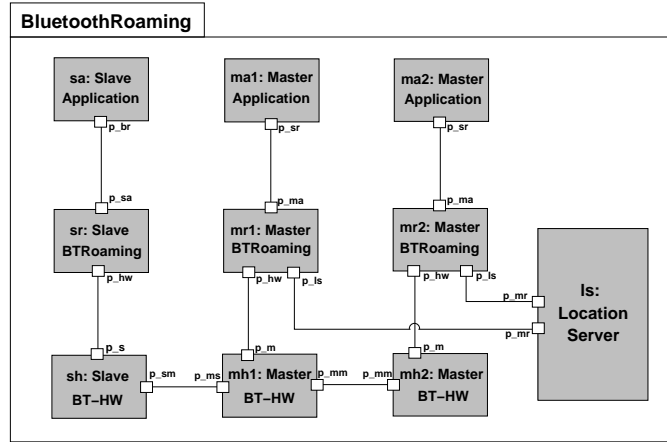 BluetoothRoaming
sa: Slave
Application
p_br
ma1: Master
Application
p_sr
ma2: Master
Application
p_sr
p_sa
sr: Slave
BTRoaming
p_hw
p_ma
mr1: Master
BTRoaming
p_hw
p_ls
p_ma
mr2: Master
BTRoaming
p_hw
p_ls
p_mr
p_mr
ls:
Location
Server
p_s
sh: Slave
BT-HW
p_sm
p_ms
p_m
mh1: Master
BT-HW
p_mm
p_mm
p_m
mh2: Master
BT-HW